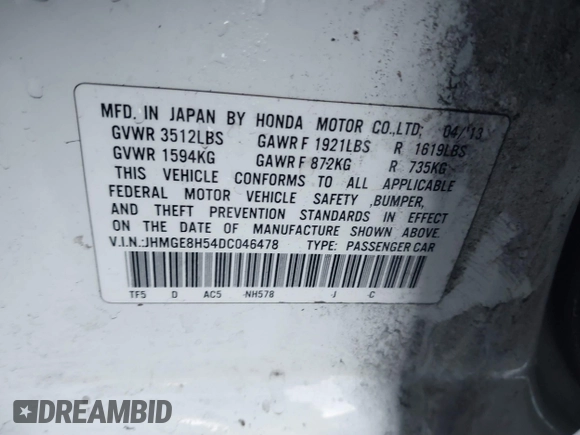 MFD. IN JAPAN BY HONDA MOTOR CO.,LTD; 04/'13
GVWR 3512LBS GAWR F 1921LBS R 1619LBS
GVWR 1594KG GAWR F 872KG R 735KG
THIS VEHICLE CONFORMS TO ALL APPLICABLE
FEDERAL MOTOR VEHICLE SAFETY ,BUMPER,
AND THEFT PREVENTION STANDARDS IN EFFECT
ON THE DATE OF MANUFACTURE SHOWN ABOVE.
V.I.N.:JHMGE8H54DC046478 TYPE: PASSENGER CAR
TF5 D AC5 -NH578 -J -C
DREAMBID